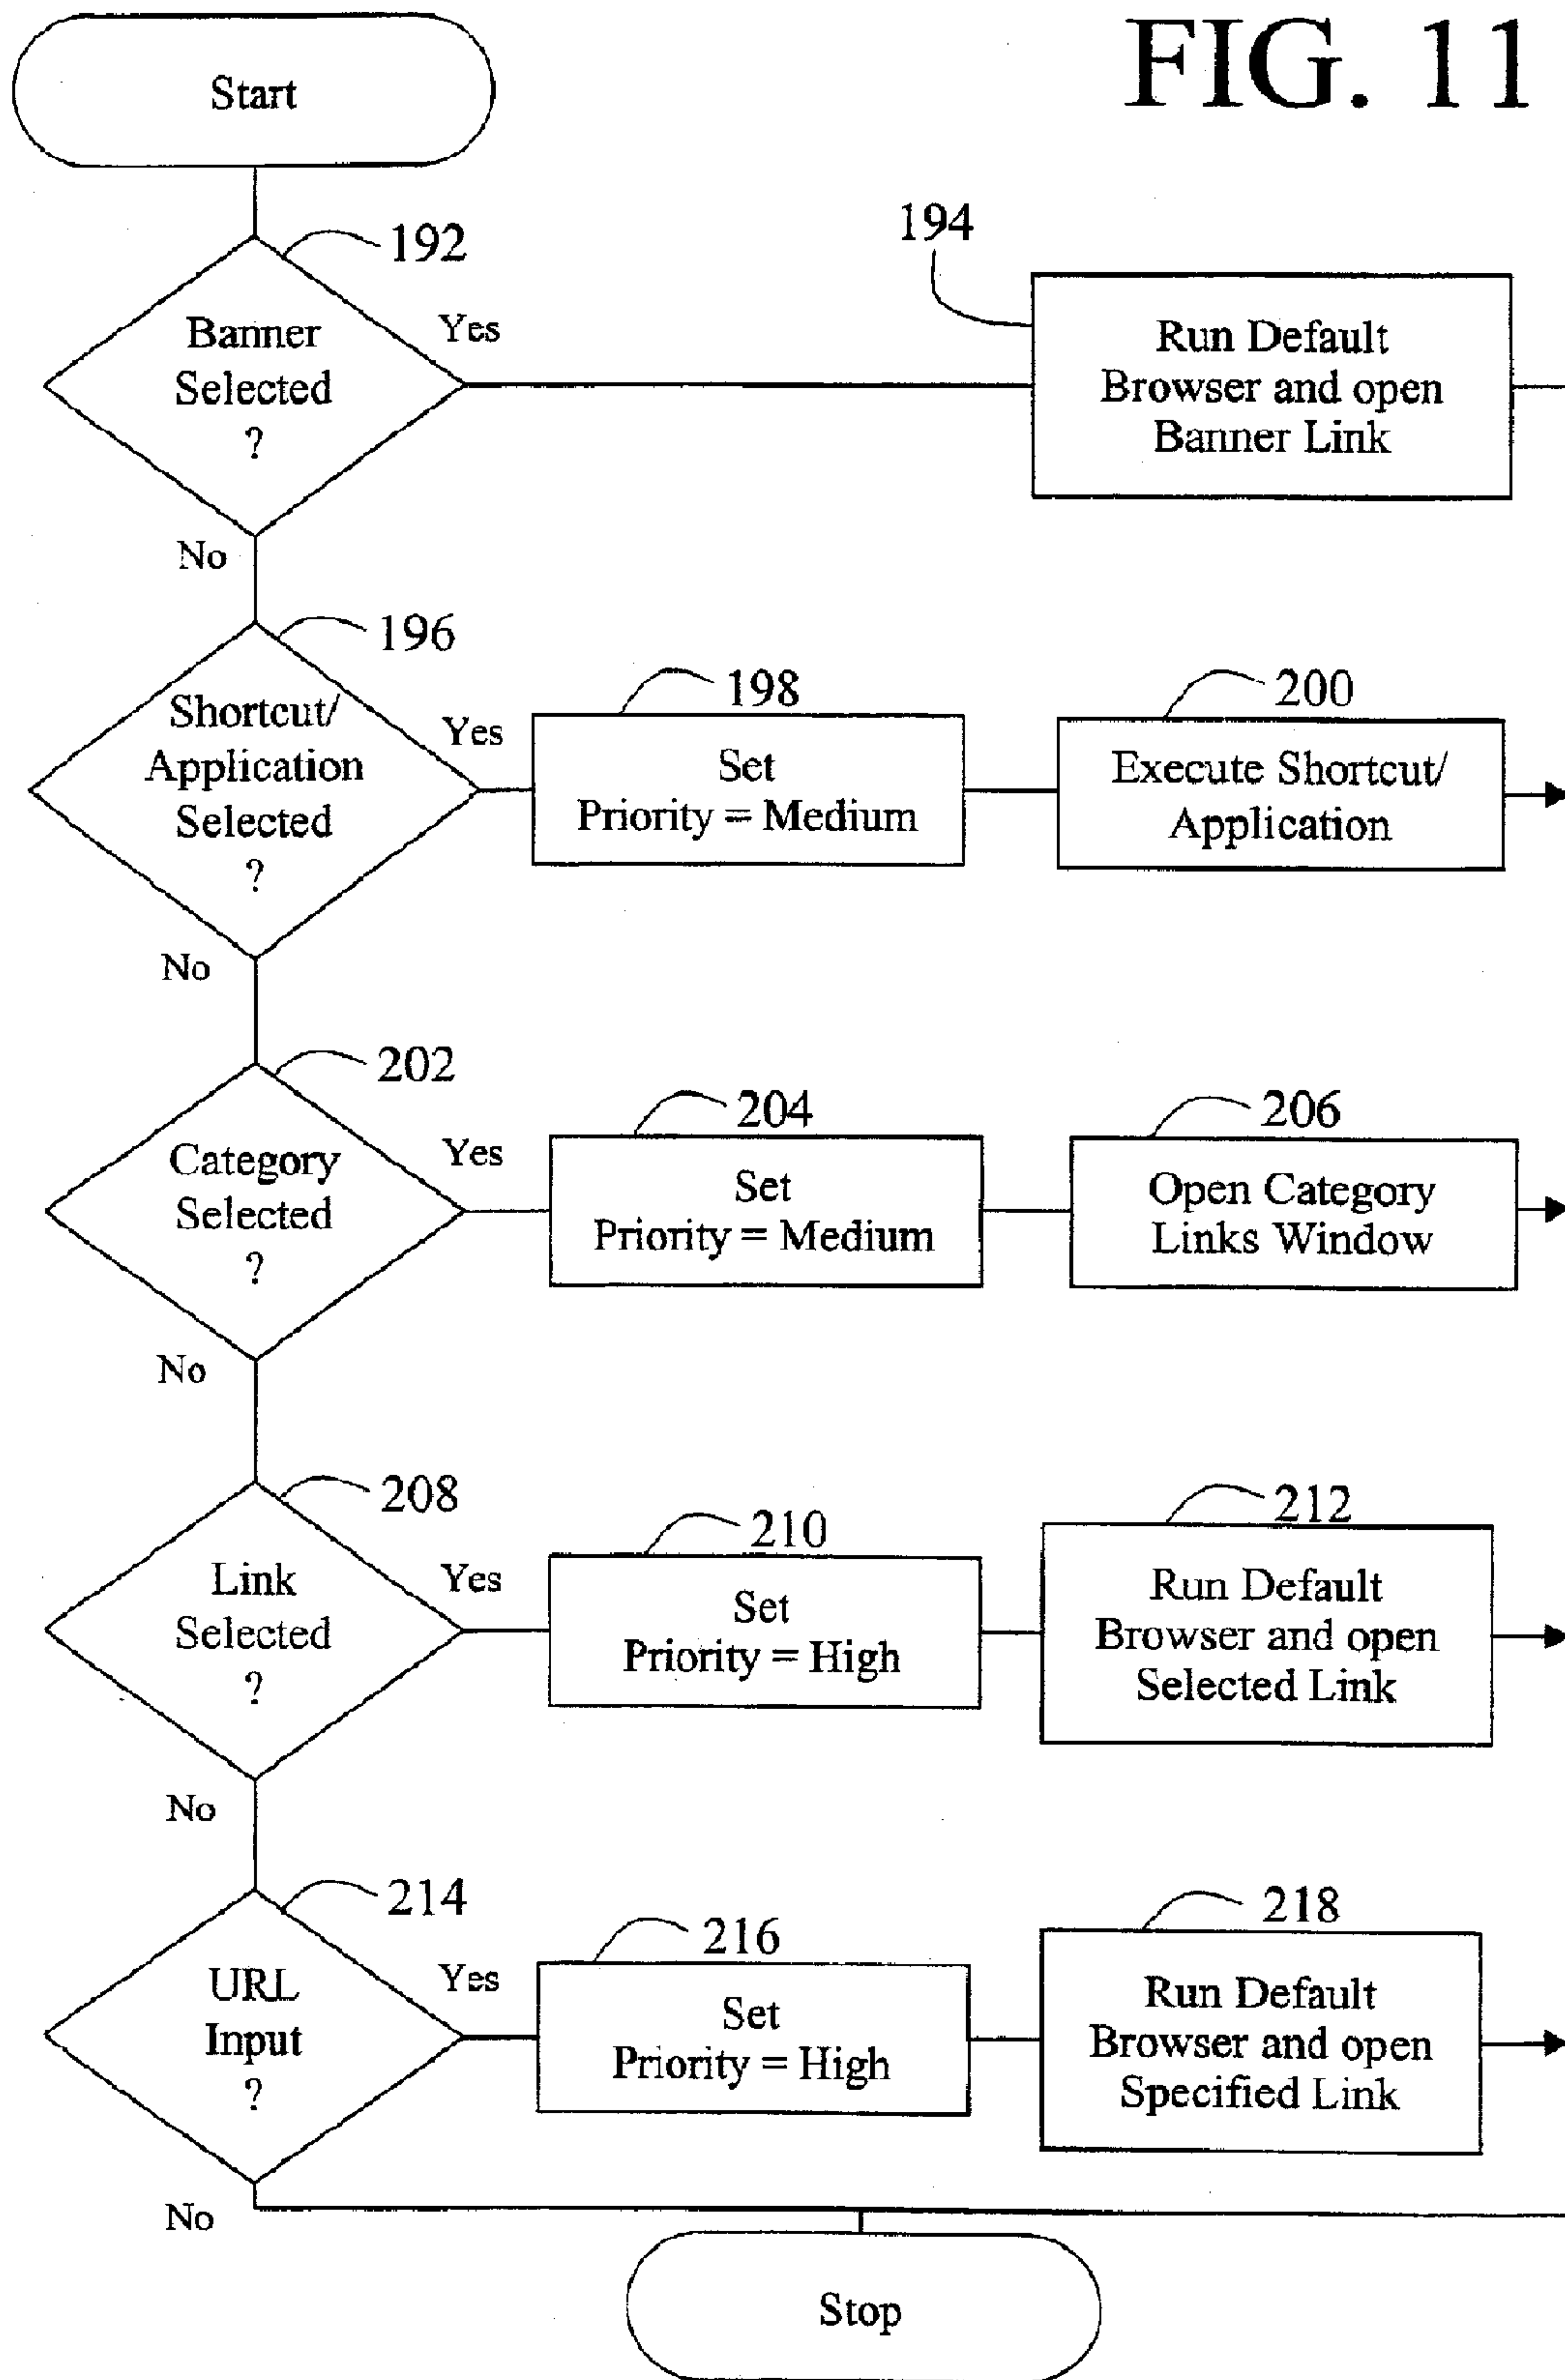 FIG. 11
Start
192
Banner
Selected
?
Yes
No
194
Run Default
Browser and open
Banner Link
196
Shortcut/
Application
Selected
?
Yes
No
198
Set
Priority = Medium
200
Execute Shortcut/
Application
202
Category
Selected
?
Yes
No
204
Set
Priority = Medium
206
Open Category
Links Window
208
Link
Selected
?
Yes
No
210
Set
Priority = High
212
Run Default
Browser and open
Selected Link
214
URL
Input
?
Yes
No
216
Set
Priority = High
218
Run Default
Browser and open
Specified Link
Stop